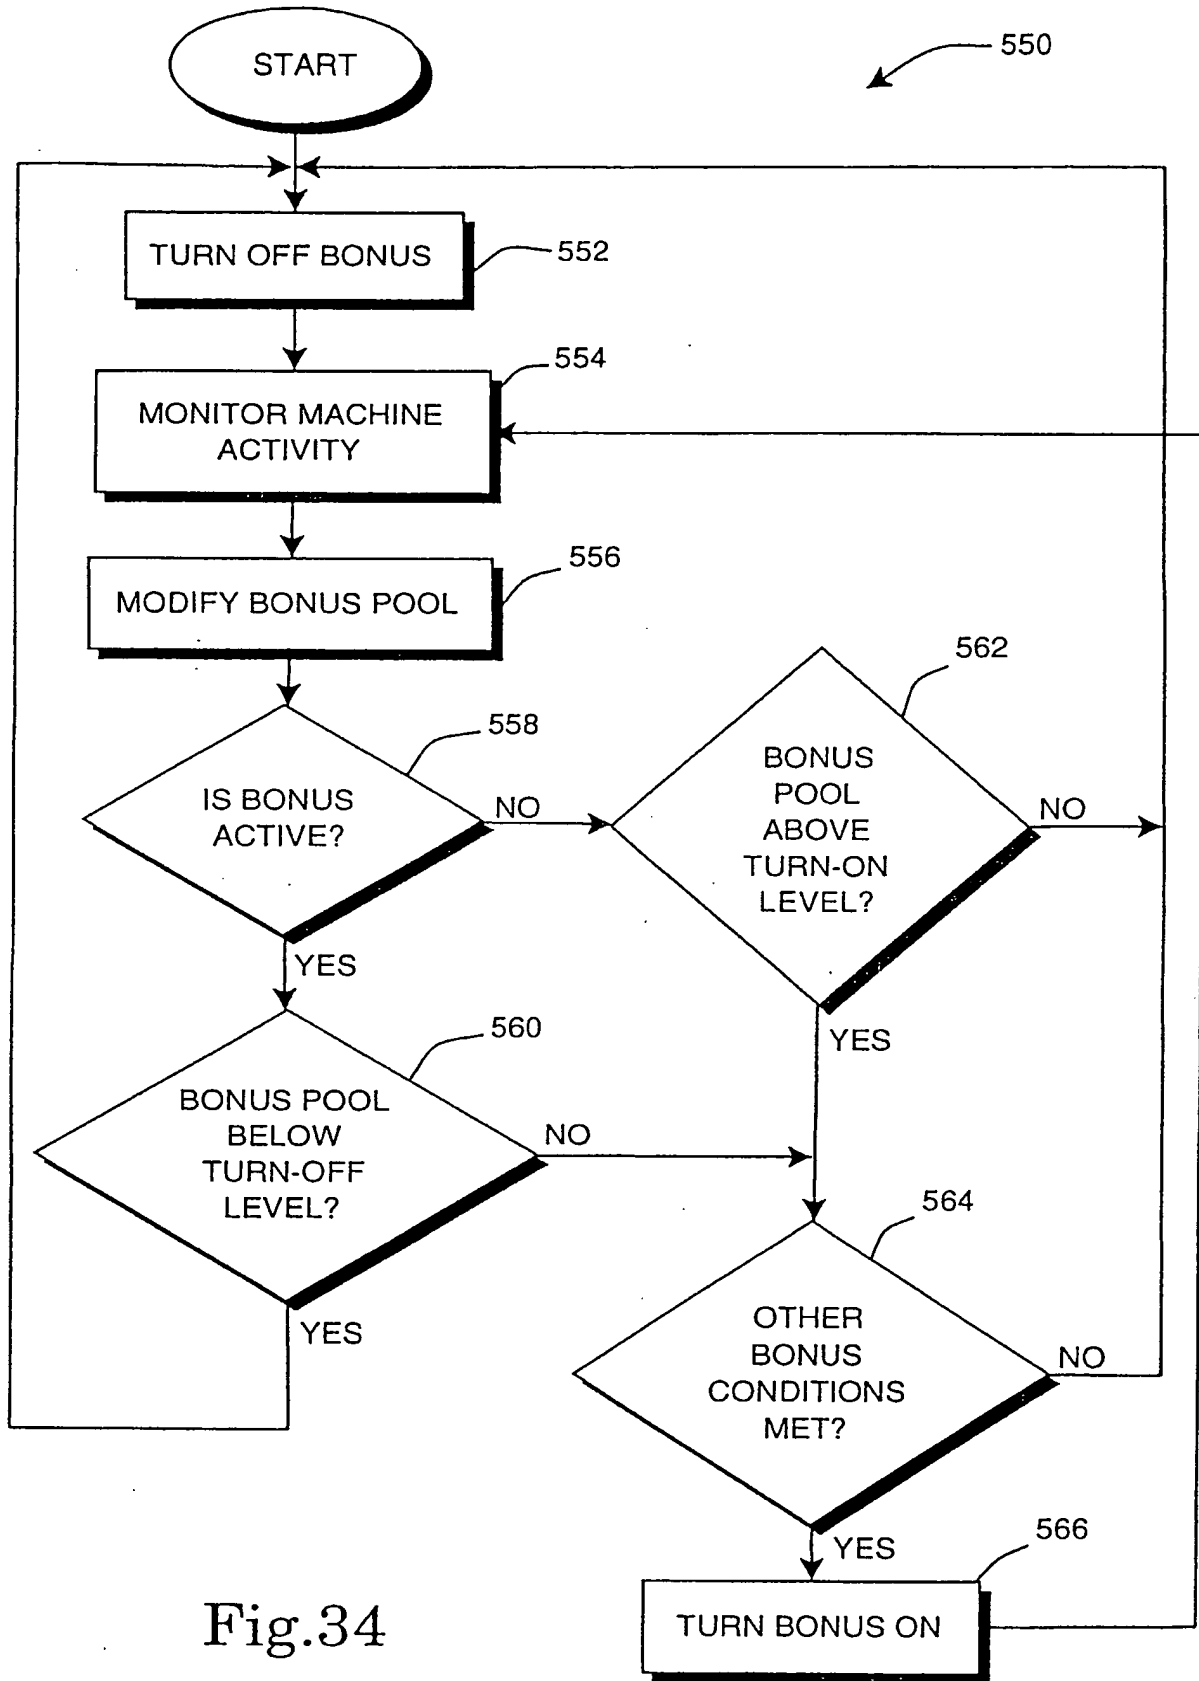 START
550
TURN OFF BONUS
552
554
MONITOR MACHINE
ACTIVITY
556
MODIFY BONUS POOL
562
558
IS BONUS
ACTIVE?
NO
BONUS
POOL
ABOVE
TURN-ON
LEVEL?
NO
YES
560
YES
BONUS POOL
BELOW
TURN-OFF
LEVEL?
NO
564
YES
OTHER
BONUS
CONDITIONS
MET?
NO
YES
566
TURN BONUS ON
Fig.34